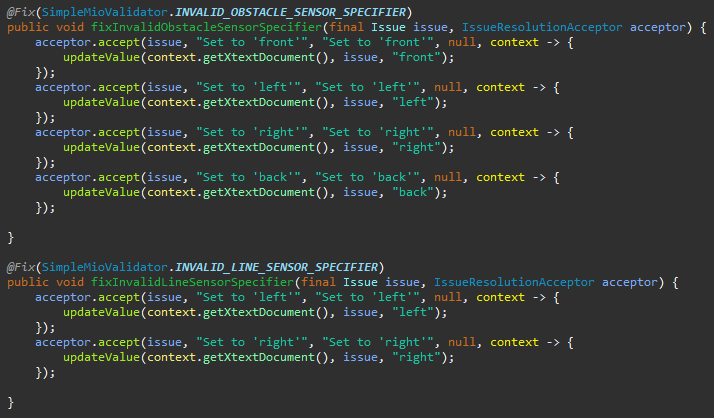 @Fix(SimpleMioValidator.INVALID_OBSTACLE_SENSOR_SPECIFIER)
public void fixInvalidObstacleSensorSpecifier(final Issue issue, IssueResolutionAcceptor acceptor) {
    acceptor.accept(issue, "Set to 'front'", "Set to 'front'", null, context -> {
        updateValue(context.getXtextDocument(), issue, "front");
    });
    acceptor.accept(issue, "Set to 'left'", "Set to 'left'", null, context -> {
        updateValue(context.getXtextDocument(), issue, "left");
    });
    acceptor.accept(issue, "Set to 'right'", "Set to 'right'", null, context -> {
        updateValue(context.getXtextDocument(), issue, "right");
    });
    acceptor.accept(issue, "Set to 'back'", "Set to 'back'", null, context -> {
        updateValue(context.getXtextDocument(), issue, "back");
    });

}

@Fix(SimpleMioValidator.INVALID_LINE_SENSOR_SPECIFIER)
public void fixInvalidLineSensorSpecifier(final Issue issue, IssueResolutionAcceptor acceptor) {
    acceptor.accept(issue, "Set to 'left'", "Set to 'left'", null, context -> {
        updateValue(context.getXtextDocument(), issue, "left");
    });
    acceptor.accept(issue, "Set to 'right'", "Set to 'right'", null, context -> {
        updateValue(context.getXtextDocument(), issue, "right");
    });

}